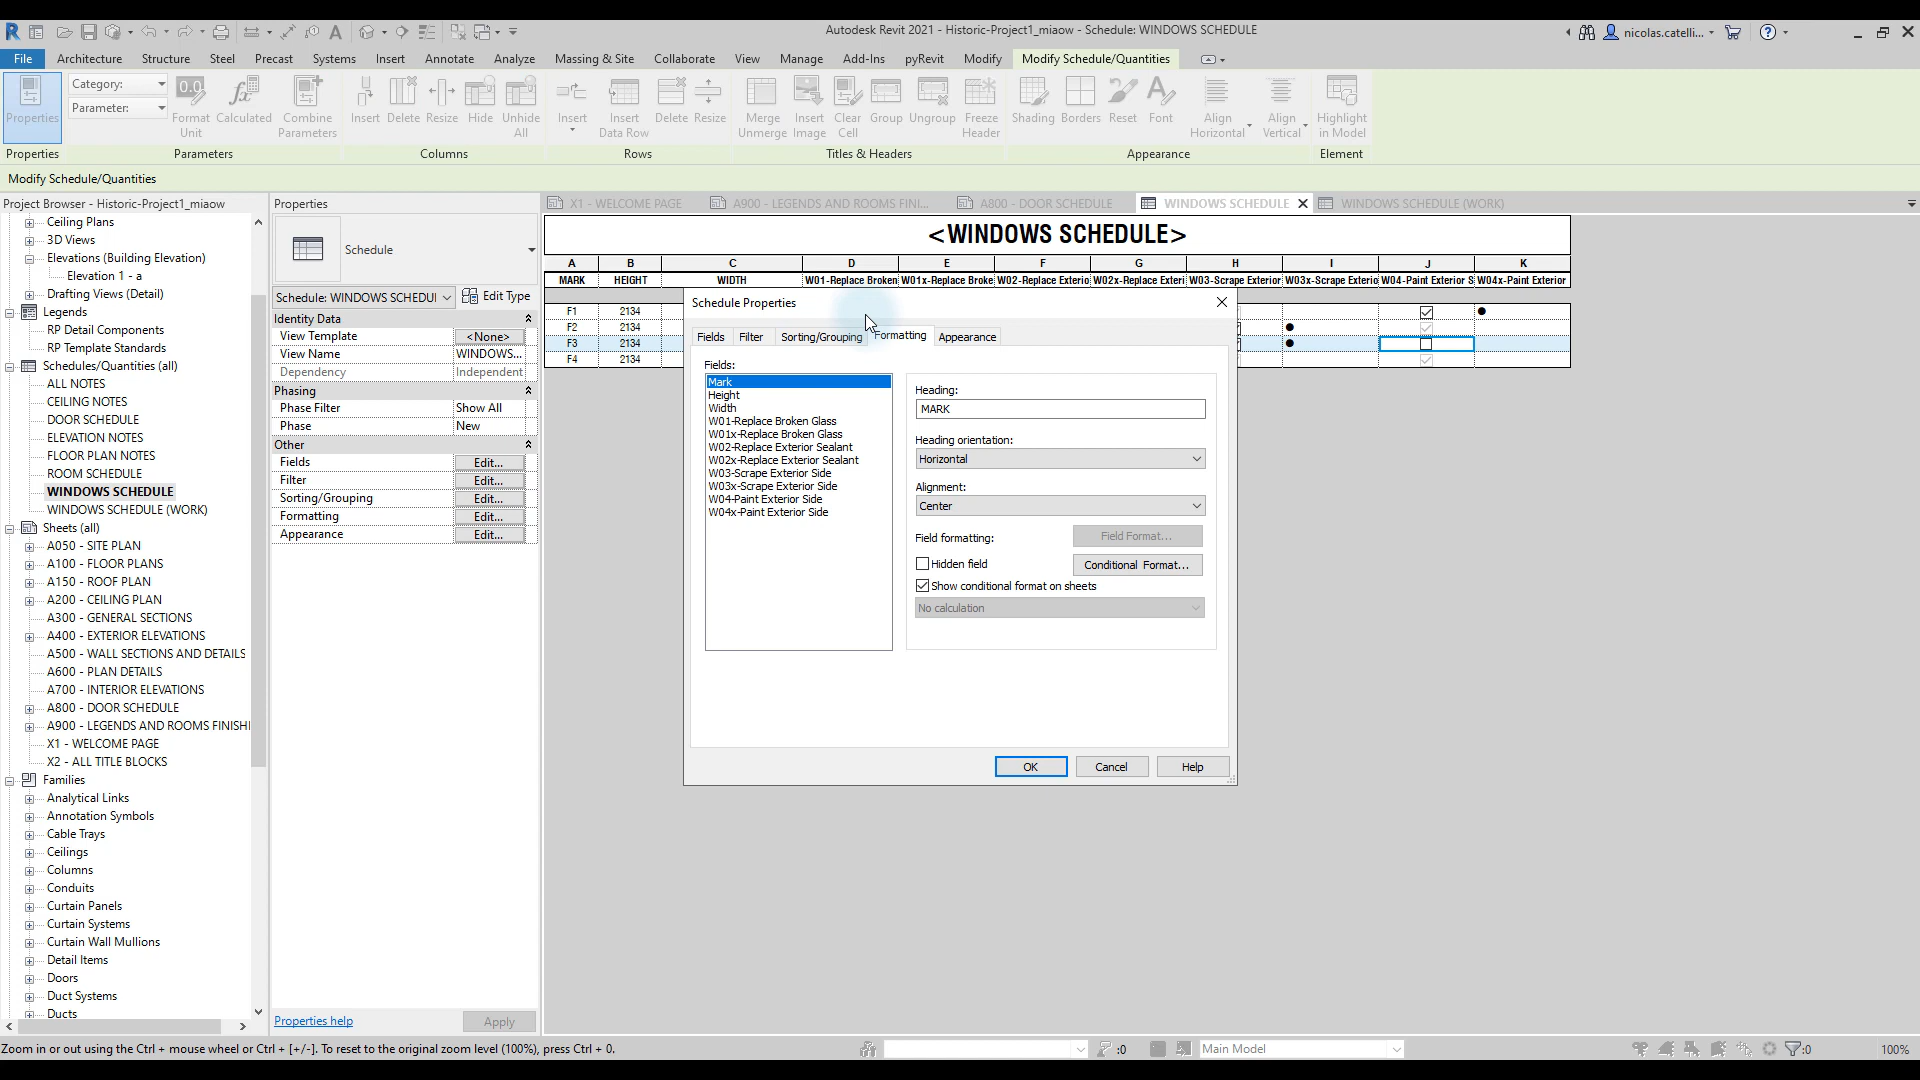 Autodesk Revit 2021 - Historic-Project1_miaow - Schedule: WINDOWS SCHEDULE
nicolas.catelli...
File Architecture Structure Steel Precast Systems Insert Annotate Analyze Massing & Site Collaborate View Manage Add-Ins pyRevit Modify Modify Schedule/Quantities
Properties
Category:
Parameter:
Format Unit
Calculated
Combine Parameters
Insert Delete Resize Hide Unhide All
Insert Insert Data Row Delete Resize
Merge Unmerge Insert Image Clear Cell Group Ungroup Freeze Header
Shading Borders Reset Font Align Horizontal Align Vertical
Highlight in Model
Properties Parameters Columns Rows Titles & Headers Appearance Element
Modify Schedule/Quantities
Project Browser - Historic-Project1_miaow
Ceiling Plans
3D Views
Elevations (Building Elevation)
Elevation 1 - a
Drafting Views (Detail)
Legends
RP Detail Components
RP Template Standards
Schedules/Quantities (all)
ALL NOTES
CEILING NOTES
DOOR SCHEDULE
ELEVATION NOTES
FLOOR PLAN NOTES
ROOM SCHEDULE
WINDOWS SCHEDULE
WINDOWS SCHEDULE (WORK)
Sheets (all)
A050 - SITE PLAN
A100 - FLOOR PLANS
A150 - ROOF PLAN
A200 - CEILING PLAN
A300 - GENERAL SECTIONS
A400 - EXTERIOR ELEVATIONS
A500 - WALL SECTIONS AND DETAILS
A600 - PLAN DETAILS
A700 - INTERIOR ELEVATIONS
A800 - DOOR SCHEDULE
A900 - LEGENDS AND ROOMS FINISH
X1 - WELCOME PAGE
X2 - ALL TITLE BLOCKS
Families
Analytical Links
Annotation Symbols
Cable Trays
Ceilings
Columns
Conduits
Curtain Panels
Curtain Systems
Curtain Wall Mullions
Detail Items
Doors
Duct Systems
Ducts
Properties
Schedule
Schedule: WINDOWS SCHEDUL Edit Type
Identity Data
View Template <None>
View Name WINDOWS...
Dependency Independent
Phasing
Phase Filter Show All
Phase New
Other
Fields Edit...
Filter Edit...
Sorting/Grouping Edit...
Formatting Edit...
Appearance Edit...
Properties help Apply
X1 - WELCOME PAGE A900 - LEGENDS AND ROOMS FINI... A800 - DOOR SCHEDULE WINDOWS SCHEDULE WINDOWS SCHEDULE (WORK)
<WINDOWS SCHEDULE>
A B C D E F G H I J K
MARK HEIGHT WIDTH W01-Replace Broken W01x-Replace Broke W02-Replace Exterio W02x-Replace Exteri W03-Scrape Exterior W03x-Scrape Exterio W04-Paint Exterior S W04x-Paint Exterior
F1 2134
F2 2134
F3 2134
F4 2134
Schedule Properties
Fields Filter Sorting/Grouping Formatting Appearance
Fields:
Mark
Height
Width
W01-Replace Broken Glass
W01x-Replace Broken Glass
W02-Replace Exterior Sealant
W02x-Replace Exterior Sealant
W03-Scrape Exterior Side
W03x-Scrape Exterior Side
W04-Paint Exterior Side
W04x-Paint Exterior Side
Heading:
MARK
Heading orientation:
Horizontal
Alignment:
Center
Field formatting: Field Format...
Hidden field Conditional Format...
Show conditional format on sheets
No calculation
OK Cancel Help
Zoom in or out using the Ctrl + mouse wheel or Ctrl + [+/-]. To reset to the original zoom level (100%), press Ctrl + 0.
:0
Main Model
:0
100%